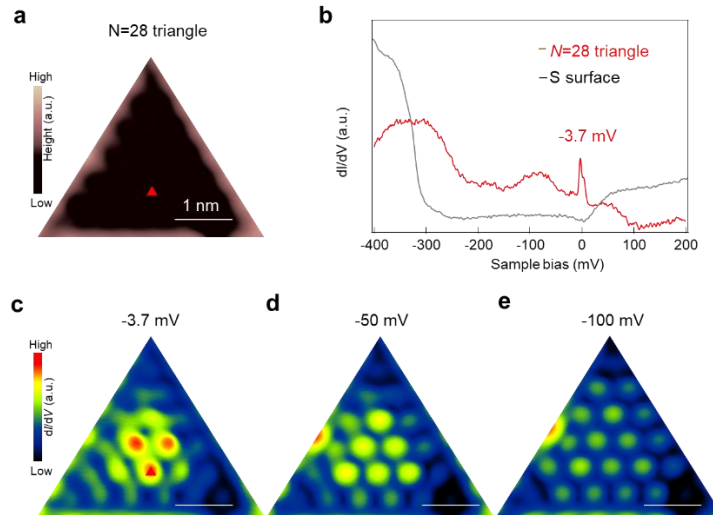 a
N=28 triangle
High
Height (a.u.)
Low
1 nm
b
N=28 triangle
S surface
-3.7 mV
dI/dV (a.u.)
-400 -300 -200 -100 0 100 200
Sample bias (mV)
c
-3.7 mV
d
-50 mV
e
-100 mV
High
dI/dV (a.u.)
Low